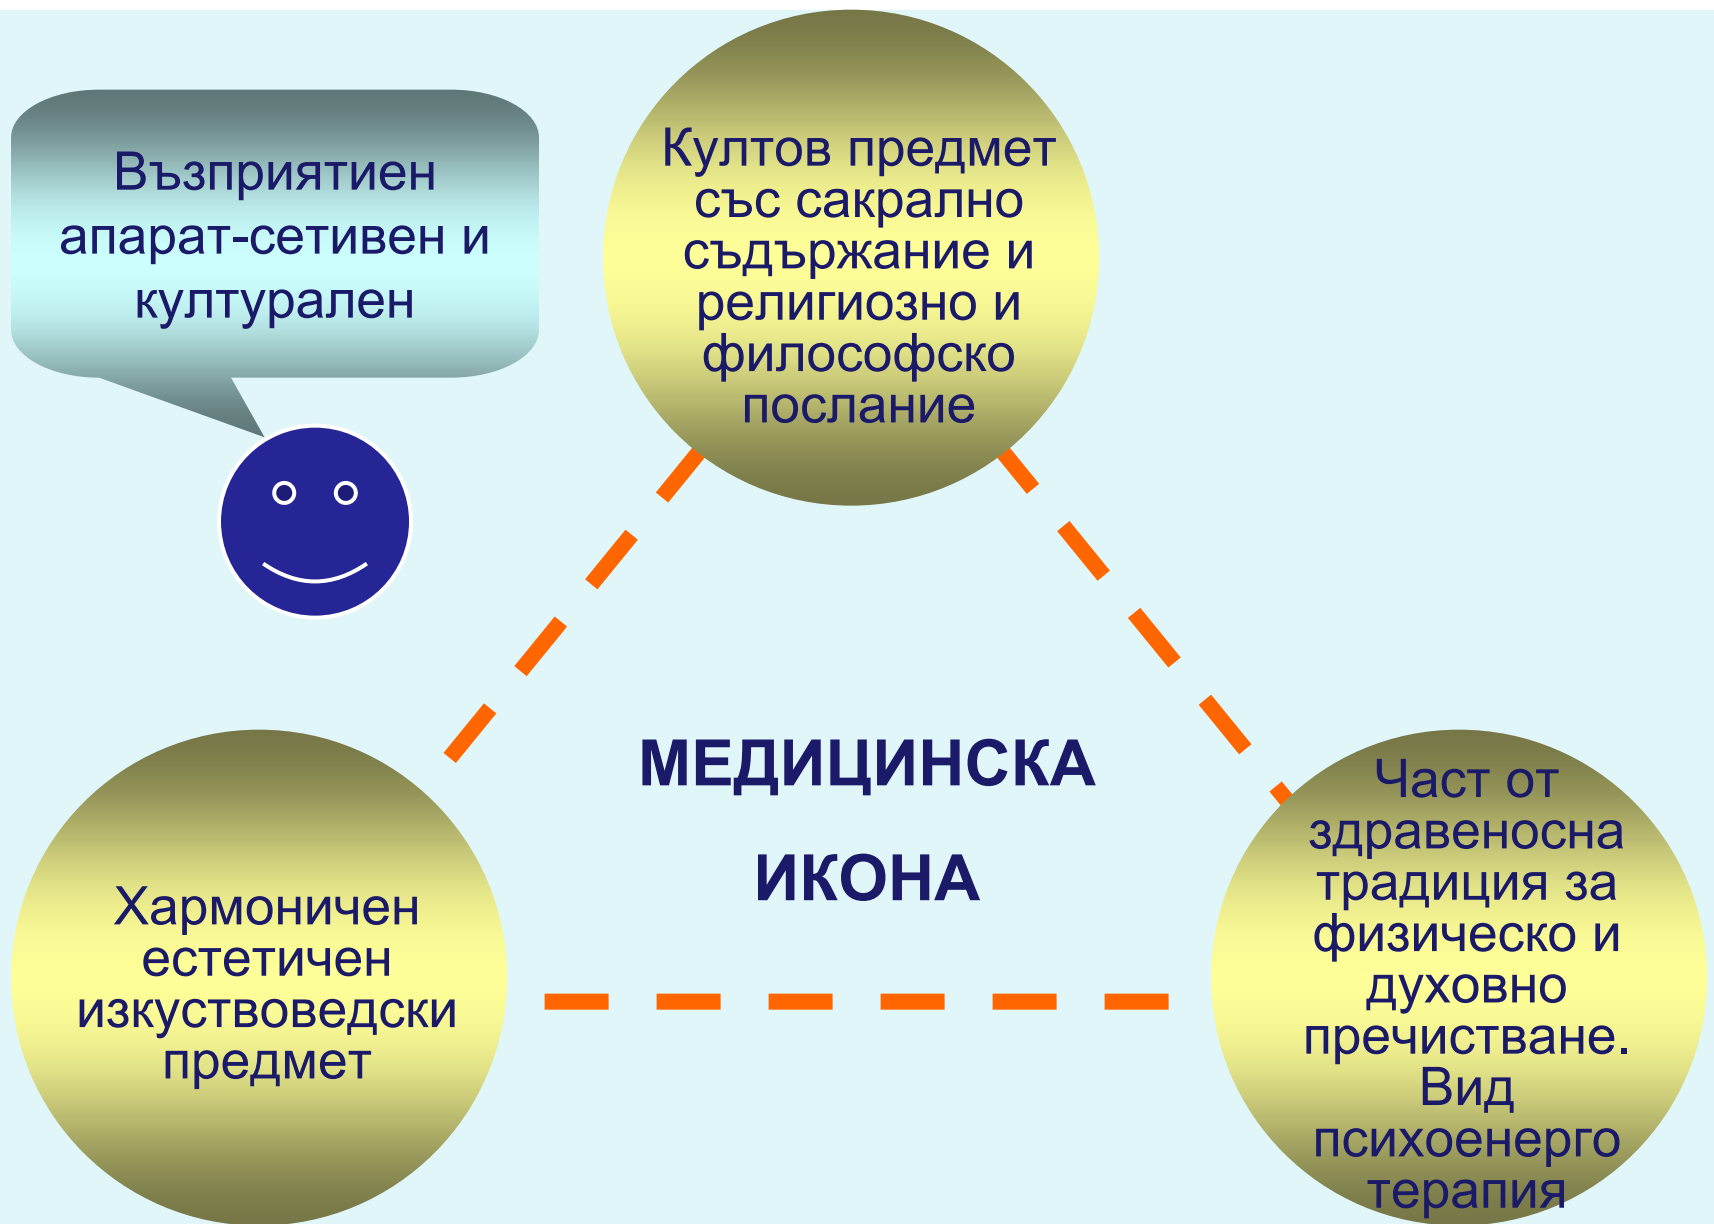 Възприятиен
апарат-сетивен и
културален
Култов предмет
със сакрално
съдържание и
религиозно и
философско
послание
МЕДИЦИНСКА
ИКОНА
Хармоничен
естетичен
изкуствоведски
предмет
Част от
здравеносна
традиция за
физическо и
духовно
пречистване.
Вид
психоенерго
терапия